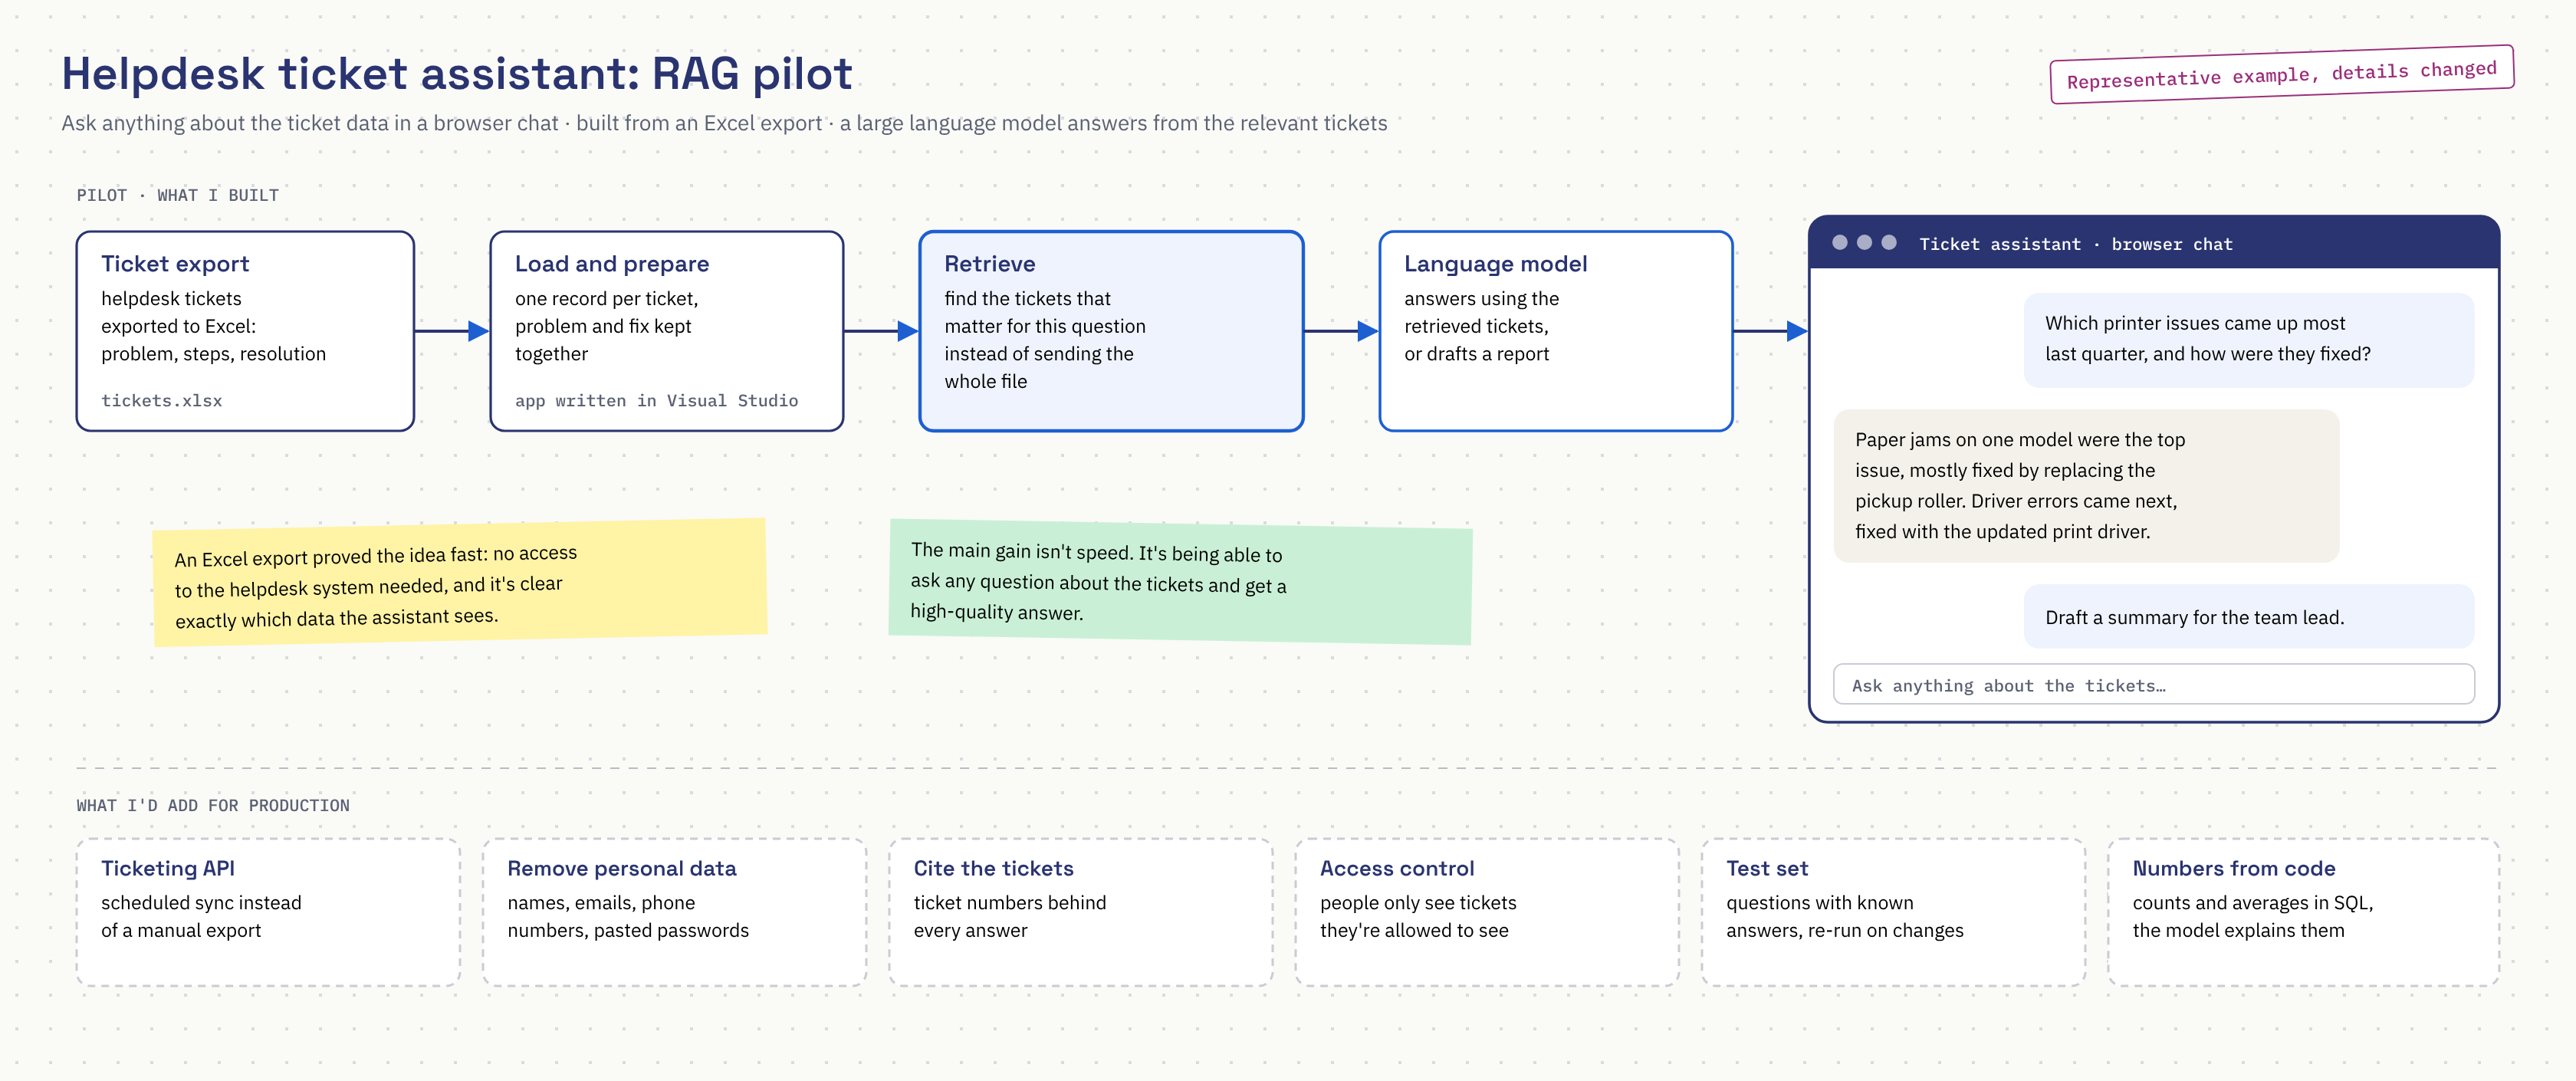 Helpdesk ticket assistant: RAG pilot
Representative example, details changed
Ask anything about the ticket data in a browser chat · built from an Excel export · a large language model answers from the relevant tickets
PILOT · WHAT I BUILT
Ticket export
helpdesk tickets
exported to Excel:
problem, steps, resolution
tickets.xlsx
Load and prepare
one record per ticket,
problem and fix kept
together
app written in Visual Studio
Retrieve
find the tickets that
matter for this question
instead of sending the
whole file
Language model
answers using the
retrieved tickets,
or drafts a report
Ticket assistant · browser chat
Which printer issues came up most
last quarter, and how were they fixed?
Paper jams on one model were the top
issue, mostly fixed by replacing the
pickup roller. Driver errors came next,
fixed with the updated print driver.
Draft a summary for the team lead.
Ask anything about the tickets…
An Excel export proved the idea fast: no access
to the helpdesk system needed, and it's clear
exactly which data the assistant sees.
The main gain isn't speed. It's being able to
ask any question about the tickets and get a
high-quality answer.
WHAT I'D ADD FOR PRODUCTION
Ticketing API
scheduled sync instead
of a manual export
Remove personal data
names, emails, phone
numbers, pasted passwords
Cite the tickets
ticket numbers behind
every answer
Access control
people only see tickets
they're allowed to see
Test set
questions with known
answers, re-run on changes
Numbers from code
counts and averages in SQL,
the model explains them